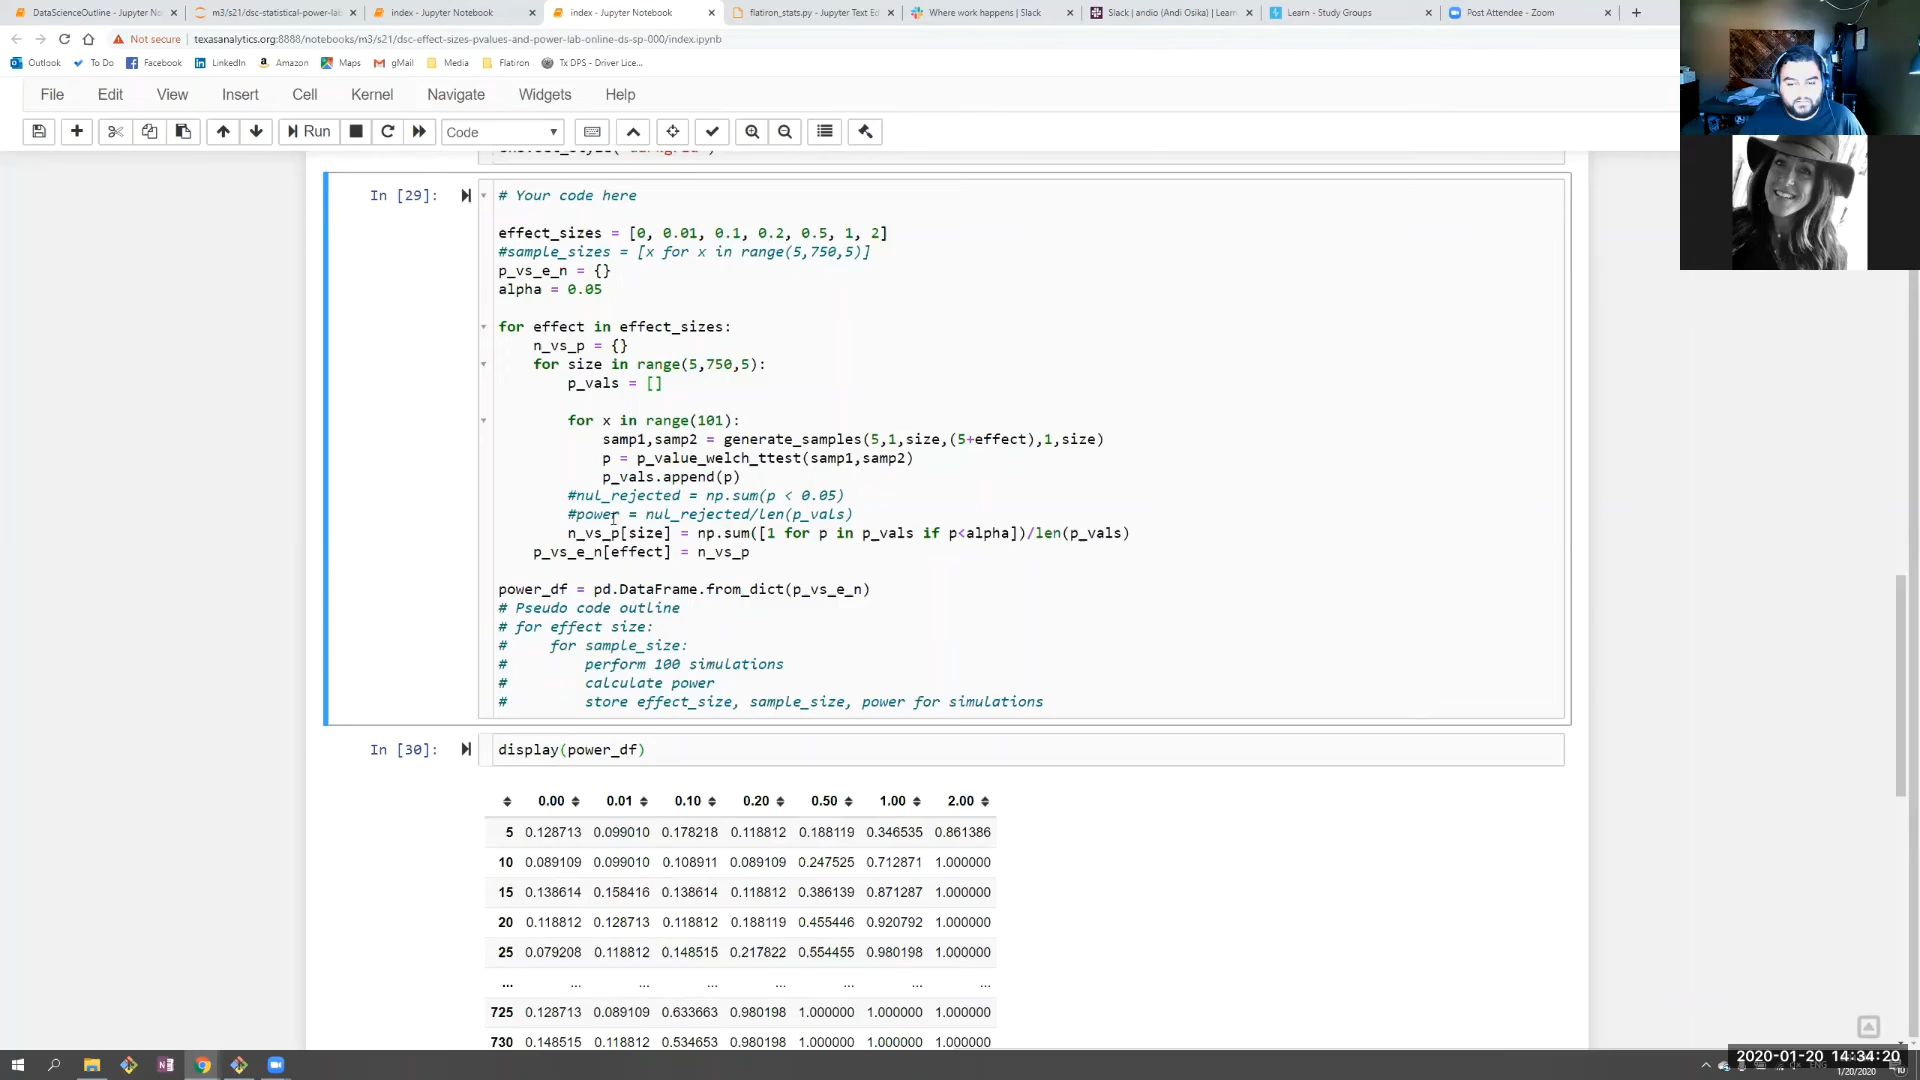 DataScienceOutline - Jupyter No
m3/s21/dsc-statistical-power-lab
index - Jupyter Notebook
index - Jupyter Notebook
flatiron_stats.py - Jupyter Text Ed
Where work happens | Slack
Slack | andio (Andi Osika) | Learn
Learn - Study Groups
Post Attendee - Zoom
Not secure texasanalytics.org:8888/notebooks/m3/s21/dsc-effect-sizes-pvalues-and-power-lab-online-ds-sp-000/index.ipynb
Outlook To Do Facebook LinkedIn Amazon Maps gMail Media Flatiron Tx DPS - Driver Lice...
File Edit View Insert Cell Kernel Navigate Widgets Help
Run Code
In [29]:
# Your code here
effect_sizes = [0, 0.01, 0.1, 0.2, 0.5, 1, 2]
#sample_sizes = [x for x in range(5,750,5)]
p_vs_e_n = {}
alpha = 0.05
for effect in effect_sizes:
n_vs_p = {}
for size in range(5,750,5):
p_vals = []
for x in range(101):
samp1,samp2 = generate_samples(5,1,size,(5+effect),1,size)
p = p_value_welch_ttest(samp1,samp2)
p_vals.append(p)
#nul_rejected = np.sum(p < 0.05)
#power = nul_rejected/len(p_vals)
n_vs_p[size] = np.sum([1 for p in p_vals if p<alpha])/len(p_vals)
p_vs_e_n[effect] = n_vs_p
power_df = pd.DataFrame.from_dict(p_vs_e_n)
# Pseudo code outline
# for effect size:
# for sample_size:
# perform 100 simulations
# calculate power
# store effect_size, sample_size, power for simulations
In [30]: display(power_df)
0.00 0.01 0.10 0.20 0.50 1.00 2.00
5 0.128713 0.099010 0.178218 0.118812 0.188119 0.346535 0.861386
10 0.089109 0.099010 0.108911 0.089109 0.247525 0.712871 1.000000
15 0.138614 0.158416 0.138614 0.118812 0.386139 0.871287 1.000000
20 0.118812 0.128713 0.118812 0.188119 0.455446 0.920792 1.000000
25 0.079208 0.118812 0.148515 0.217822 0.554455 0.980198 1.000000
... ... ... ... ... ... ... ...
725 0.128713 0.089109 0.633663 0.980198 1.000000 1.000000 1.000000
730 0.148515 0.118812 0.534653 0.980198 1.000000 1.000000 1.000000
2020-01-20 14:34:20
1/20/2020